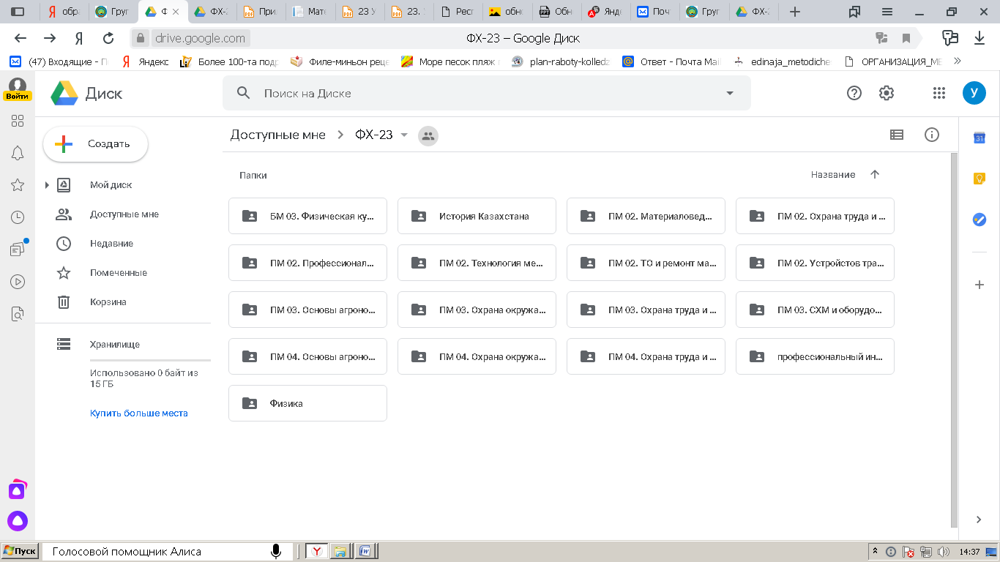 обра
Груп
Ф
ФХ-2
При
Мате
23 У
23. .
Респ
обно
Обн
Янде
Поч
Груп
ФХ-2
drive.google.com
ФХ-23 – Google Диск
(47) Входящие - П
Яндекс
Более 100-та подр
Филе-миньон реце
Море песок пляж г
plan-raboty-kolledz
Ответ - Почта Mail
edinaja_metodiche
ОРГАНИЗАЦИЯ_МЕ
Войти
Диск
Поиск на Диске
У
Создать
Доступные мне
ФХ-23
31
Мой диск
Доступные мне
Недавние
Помеченные
Корзина
Хранилище
Использовано 0 байт из
15 ГБ
Купить больше места
Папки
Название
БМ 03. Физическая ку...
История Казахстана
ПМ 02. Материаловед...
ПМ 02. Охрана труда и ...
ПМ 02. Профессионал...
ПМ 02. Технология ме...
ПМ 02. ТО и ремонт ма...
ПМ 02. Устройстов тра...
ПМ 03. Основы агроно...
ПМ 03. Охрана окружа...
ПМ 03. Охрана труда и ...
ПМ 03. СХМ и оборудо...
ПМ 04. Основы агроно...
ПМ 04. Охрана окружа...
ПМ 04. Охрана труда и ...
профессиональный ин...
Физика
Пуск
Голосовой помощник Алиса
14:37